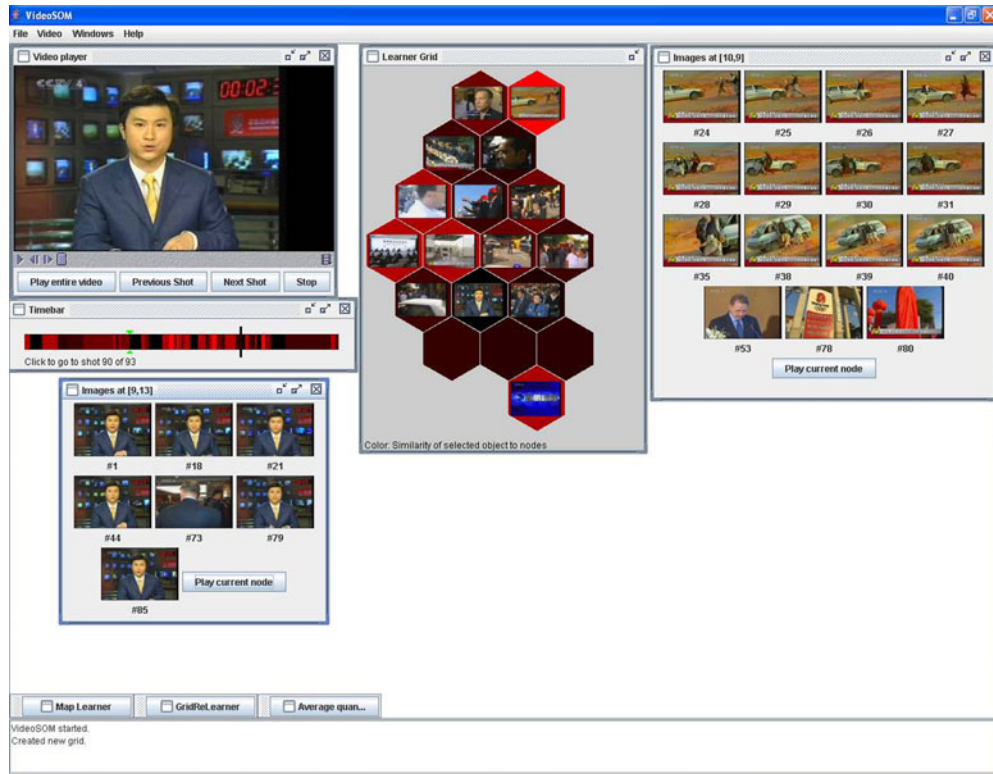 VideoSOM
File Video Windows Help
Video player
CCTV 4
Play entire video Previous Shot Next Shot Stop
Timebar
Click to go to shot 90 of 93
Images at [9,13]
#1 #18 #21
#44 #73 #79
Play current node
#85
Learner Grid
Color: Similarity of selected object to nodes
Images at [10,9]
#24 #25 #26 #27
#28 #29 #30 #31
#35 #38 #39 #40
#53 #78 #80
Play current node
Map Learner GridReLearner Average quan...
VideoSOM started.
Created new grid.